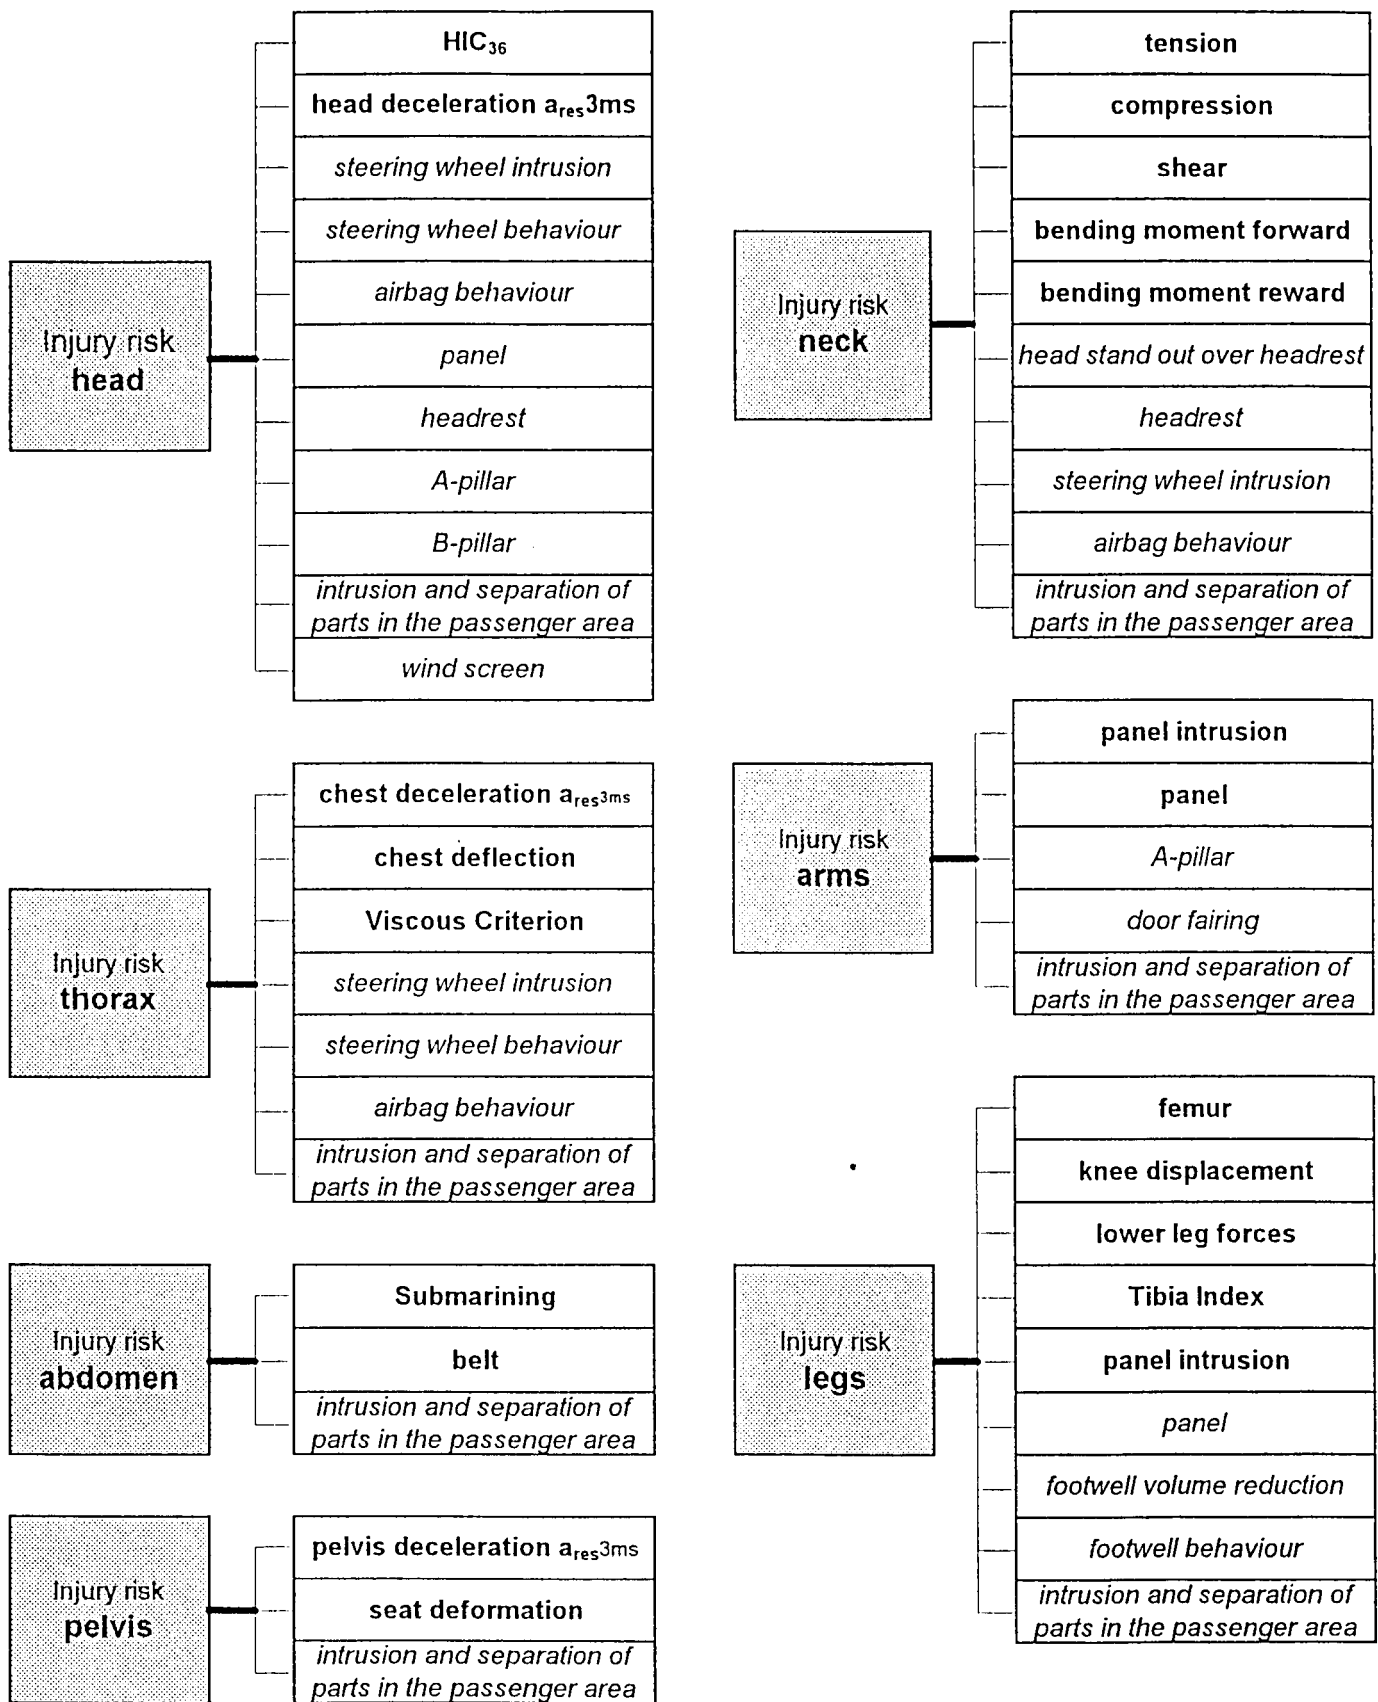 Injury risk
head
HIC36
head deceleration ares3ms
steering wheel intrusion
steering wheel behaviour
airbag behaviour
panel
headrest
A-pillar
B-pillar
intrusion and separation of
parts in the passenger area
wind screen
Injury risk
thorax
chest deceleration ares3ms
chest deflection
Viscous Criterion
steering wheel intrusion
steering wheel behaviour
airbag behaviour
intrusion and separation of
parts in the passenger area
Injury risk
abdomen
Submarining
belt
intrusion and separation of
parts in the passenger area
Injury risk
pelvis
pelvis deceleration ares3ms
seat deformation
intrusion and separation of
parts in the passenger area
Injury risk
neck
tension
compression
shear
bending moment forward
bending moment reward
head stand out over headrest
headrest
steering wheel intrusion
airbag behaviour
intrusion and separation of
parts in the passenger area
Injury risk
arms
panel intrusion
panel
A-pillar
door fairing
intrusion and separation of
parts in the passenger area
Injury risk
legs
femur
knee displacement
lower leg forces
Tibia Index
panel intrusion
panel
footwell volume reduction
footwell behaviour
intrusion and separation of
parts in the passenger area